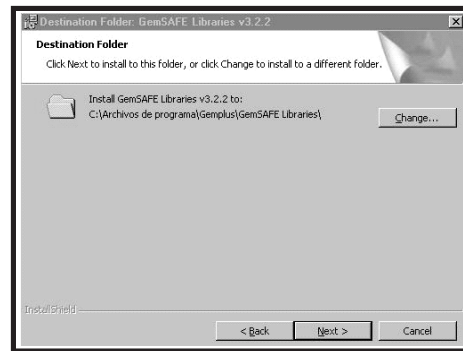 Destination Folder: GemSAFE Libraries v3.2.2
Destination Folder
Click Next to install to this folder, or click Change to install to a different folder.
Install GemSAFE Libraries v3.2.2 to:
C:\Archivos de programa\Gemplus\GemSAFE Libraries\
Change...
InstallShield
< Back
Next >
Cancel